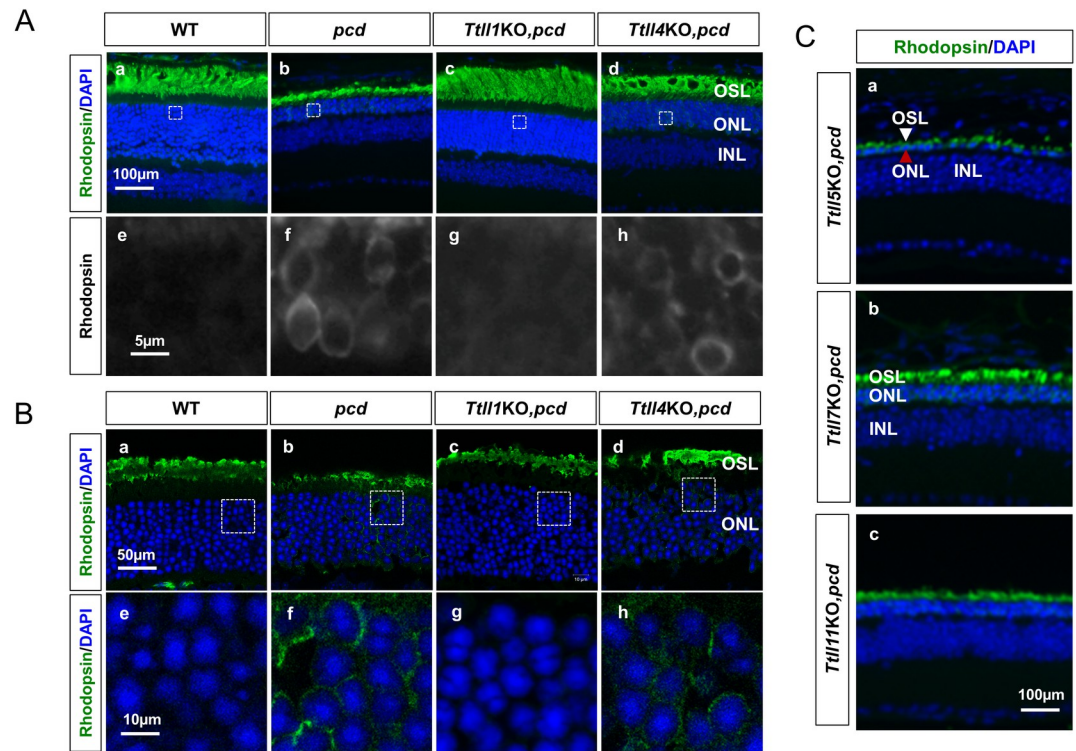 A
WT
pcd
Ttll1KO,pcd
Ttll4KO,pcd
Rhodopsin/DAPI
a
b
c
d
OSL
ONL
INL
100μm
Rhodopsin
e
f
g
h
5μm
B
WT
pcd
Ttll1KO,pcd
Ttll4KO,pcd
Rhodopsin/DAPI
a
b
c
d
OSL
ONL
50μm
10 μm
Rhodopsin/DAPI
e
f
g
h
10μm
C
Rhodopsin/DAPI
Ttll5KO,pcd
a
OSL
ONL
INL
Ttll7KO,pcd
b
OSL
ONL
INL
Ttll11KO,pcd
c
100μm